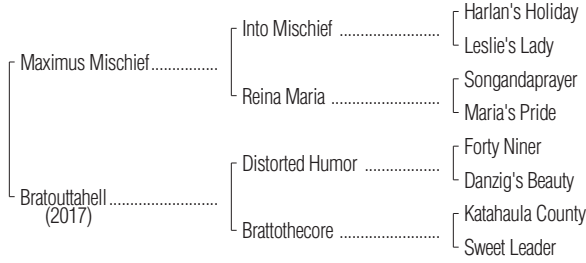 Harlan's Holiday
Into Mischief ....................
Leslie's Lady
Maximus Mischief................
Songandaprayer
Reina Maria ......................
Maria's Pride
Forty Niner
Distorted Humor ...............
Danzig's Beauty
Bratouttahell......................
(2017)
Katahaula County
Brattothecore ....................
Sweet Leader